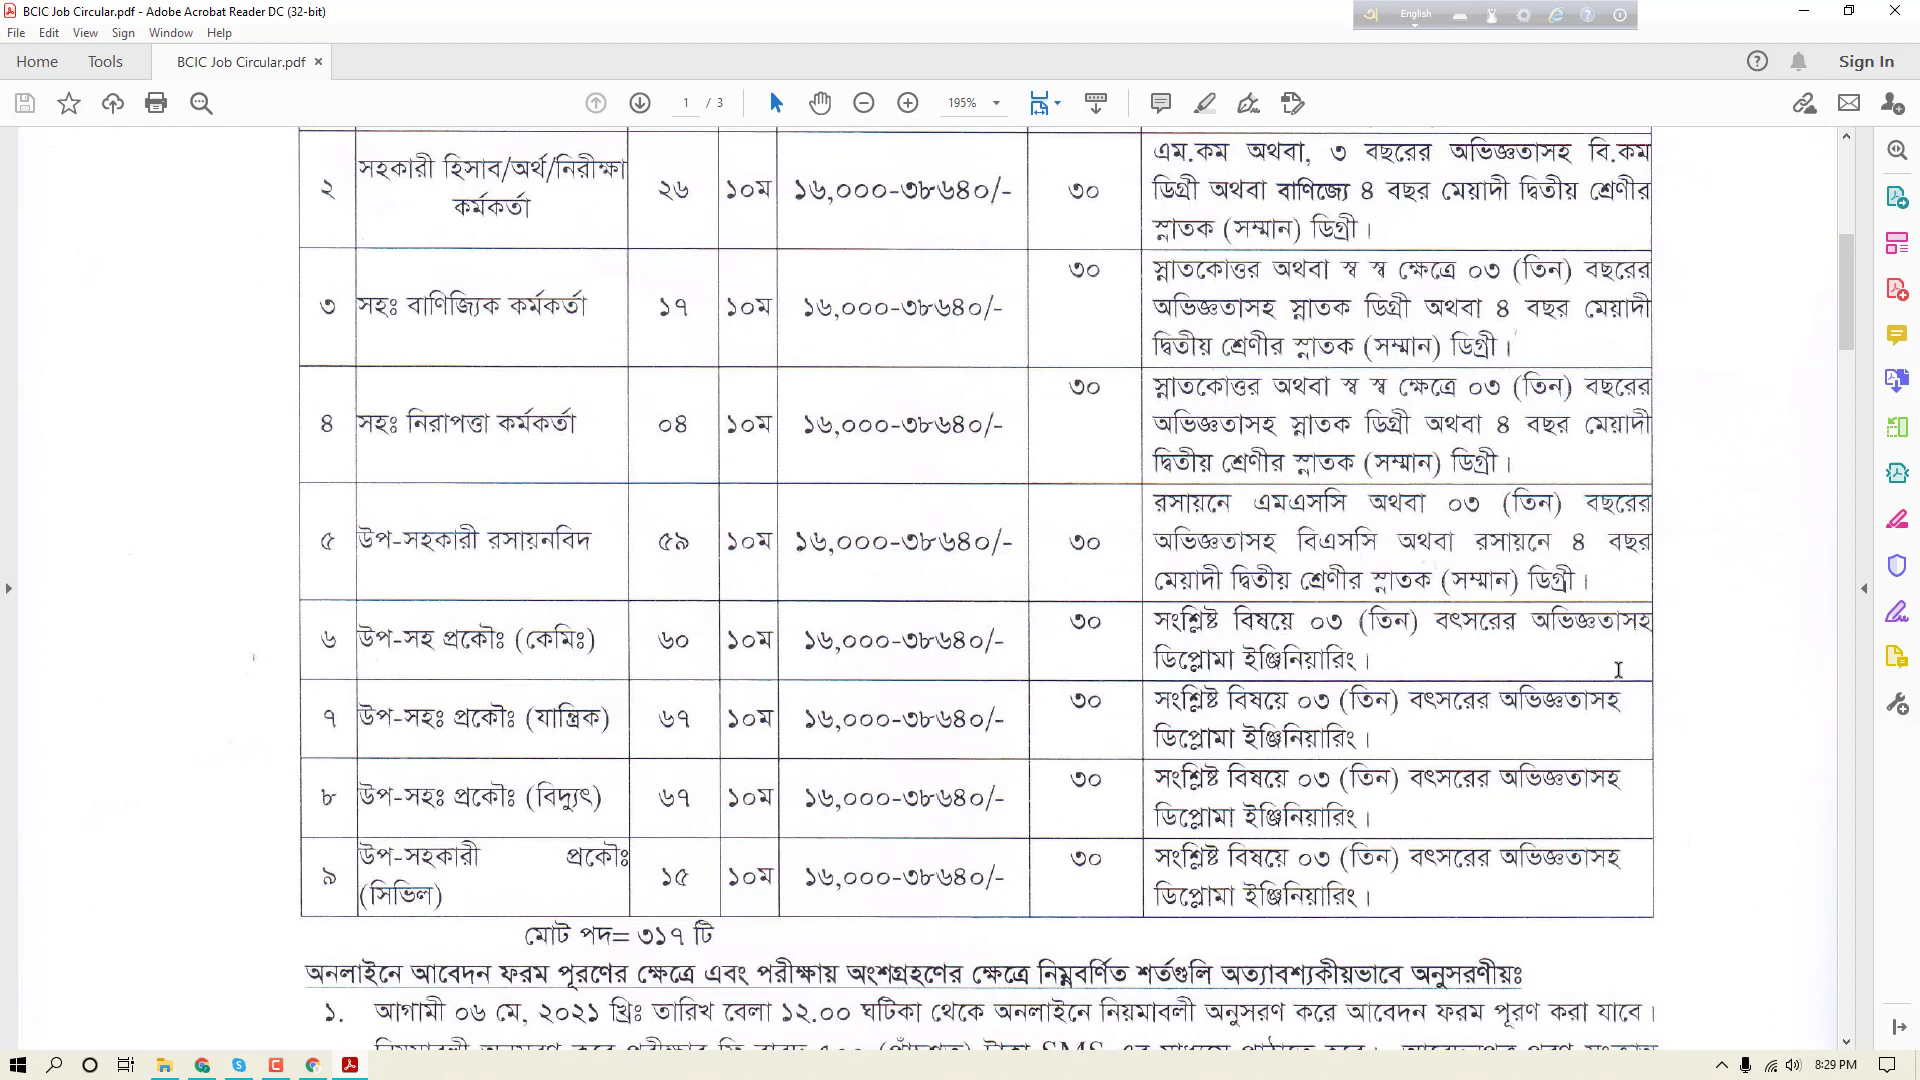 BCIC Job Circular.pdf - Adobe Acrobat Reader DC (32-bit)
English
File Edit View Sign Window Help
Home Tools BCIC Job Circular.pdf × Sign In
1 / 3 195%
২ সহকারী হিসাব/অর্থ/নিরীক্ষা কর্মকর্তা ২৬ ১০ম ১৬,০০০-৩৮৬৪০/- ৩০ এম.কম অথবা, ৩ বছরের অভিজ্ঞতাসহ বি.কম
ডিগ্রী অথবা বাণিজ্যে ৪ বছর মেয়াদী দ্বিতীয় শ্রেণীর
স্নাতক (সম্মান) ডিগ্রী।
৩ সহঃ বাণিজ্যিক কর্মকর্তা ১৭ ১০ম ১৬,০০০-৩৮৬৪০/- ৩০ স্নাতকোত্তর অথবা স্ব স্ব ক্ষেত্রে ০৩ (তিন) বছরের
অভিজ্ঞতাসহ স্নাতক ডিগ্রী অথবা ৪ বছর মেয়াদী
দ্বিতীয় শ্রেণীর স্নাতক (সম্মান) ডিগ্রী।
৪ সহঃ নিরাপত্তা কর্মকর্তা ০৪ ১০ম ১৬,০০০-৩৮৬৪০/- ৩০ স্নাতকোত্তর অথবা স্ব স্ব ক্ষেত্রে ০৩ (তিন) বছরের
অভিজ্ঞতাসহ স্নাতক ডিগ্রী অথবা ৪ বছর মেয়াদী
দ্বিতীয় শ্রেণীর স্নাতক (সম্মান) ডিগ্রী।
৫ উপ-সহকারী রসায়নবিদ ৫৯ ১০ম ১৬,০০০-৩৮৬৪০/- ৩০ রসায়নে এমএসসি অথবা ০৩ (তিন) বছরের
অভিজ্ঞতাসহ বিএসসি অথবা রসায়নে ৪ বছর
মেয়াদী দ্বিতীয় শ্রেণীর স্নাতক (সম্মান) ডিগ্রী।
৬ উপ-সহ প্রকৌঃ (কেমিঃ) ৬০ ১০ম ১৬,০০০-৩৮৬৪০/- ৩০ সংশ্লিষ্ট বিষয়ে ০৩ (তিন) বৎসরের অভিজ্ঞতাসহ
ডিপ্লোমা ইঞ্জিনিয়ারিং।
৭ উপ-সহঃ প্রকৌঃ (যান্ত্রিক) ৬৭ ১০ম ১৬,০০০-৩৮৬৪০/- ৩০ সংশ্লিষ্ট বিষয়ে ০৩ (তিন) বৎসরের অভিজ্ঞতাসহ
ডিপ্লোমা ইঞ্জিনিয়ারিং।
৮ উপ-সহঃ প্রকৌঃ (বিদ্যুৎ) ৬৭ ১০ম ১৬,০০০-৩৮৬৪০/- ৩০ সংশ্লিষ্ট বিষয়ে ০৩ (তিন) বৎসরের অভিজ্ঞতাসহ
ডিপ্লোমা ইঞ্জিনিয়ারিং।
৯ উপ-সহকারী প্রকৌঃ (সিভিল) ১৫ ১০ম ১৬,০০০-৩৮৬৪০/- ৩০ সংশ্লিষ্ট বিষয়ে ০৩ (তিন) বৎসরের অভিজ্ঞতাসহ
ডিপ্লোমা ইঞ্জিনিয়ারিং।
মোট পদ= ৩১৭ টি
অনলাইনে আবেদন ফরম পূরণের ক্ষেত্রে এবং পরীক্ষায় অংশগ্রহণের ক্ষেত্রে নিম্নবর্ণিত শর্তগুলি অত্যাবশ্যকীয়ভাবে অনুসরণীয়ঃ
১. আগামী ০৬ মে, ২০২১ খ্রিঃ তারিখ বেলা ১২.০০ ঘটিকা থেকে অনলাইনে নিয়মাবলী অনুসরণ করে আবেদন ফরম পূরণ করা যাবে।
8:29 PM